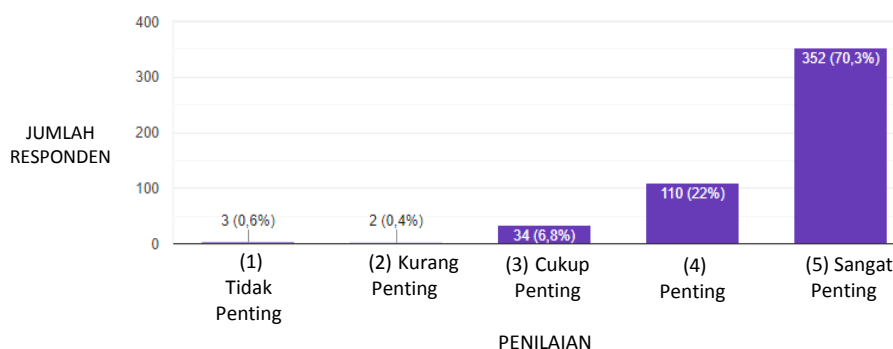 400
300
200
100
0
JUMLAH
RESPONDEN
3 (0,6%)
2 (0,4%)
34 (6,8%)
110 (22%)
352 (70,3%)
(1)
Tidak
Penting
(2) Kurang
Penting
(3) Cukup
Penting
(4)
Penting
(5) Sangat
Penting
PENILAIAN